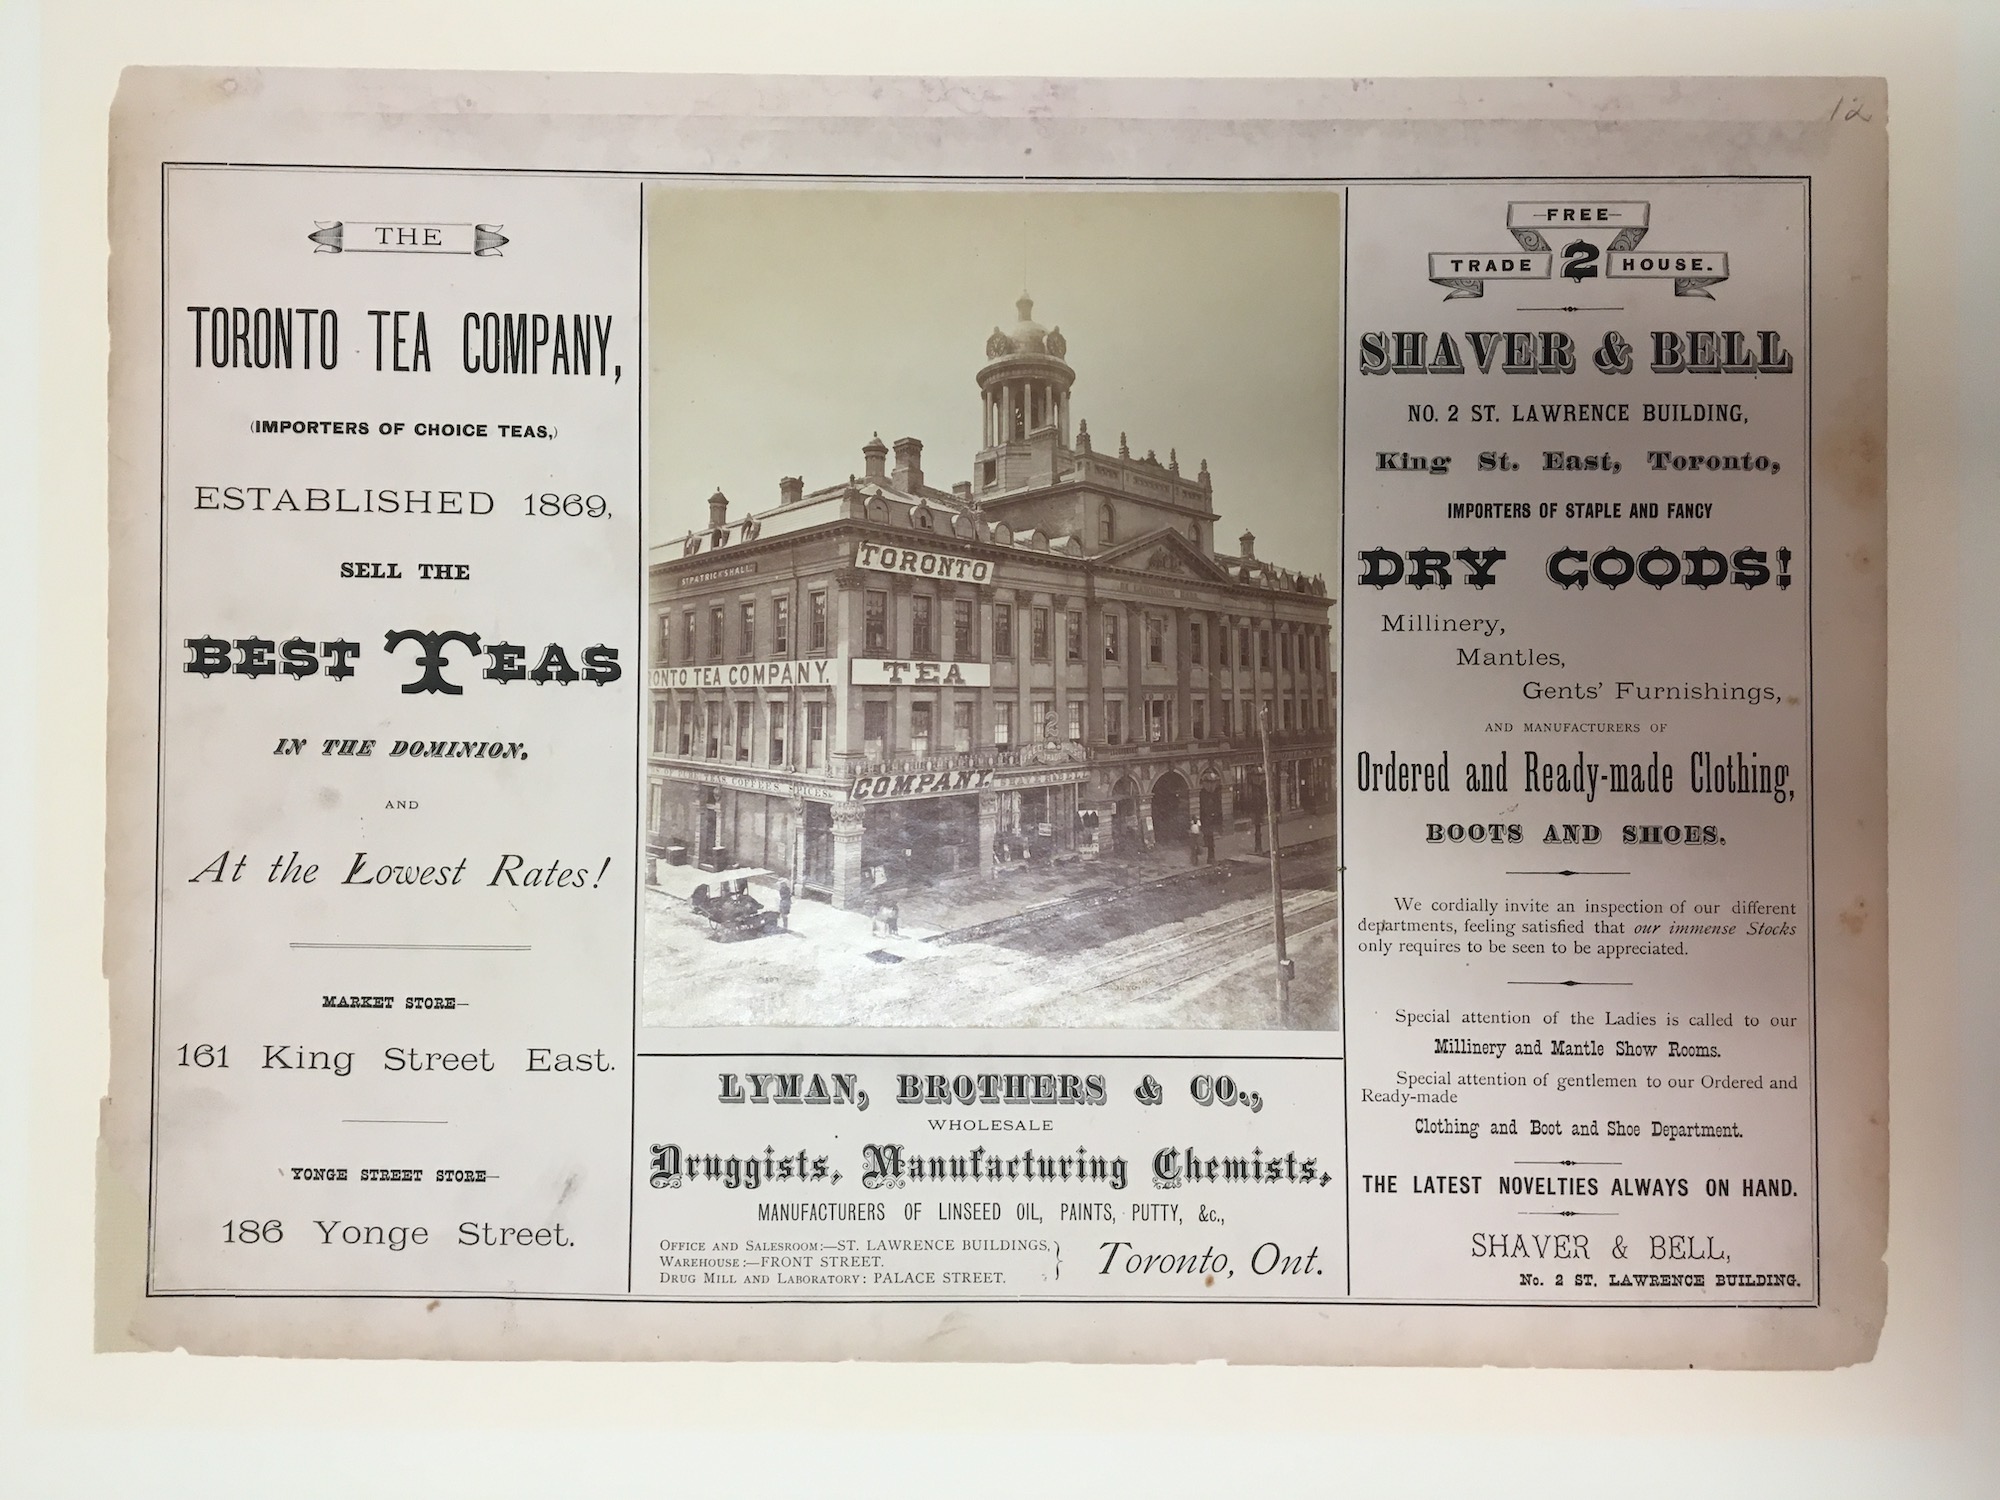 12
THE
TORONTO TEA COMPANY,
(IMPORTERS OF CHOICE TEAS,)
ESTABLISHED 1869,
SELL THE
BEST TEAS
IN THE DOMINION,
AND
At the Lowest Rates!
MARKET STORE—
161 King Street East.
YONGE STREET STORE—
186 Yonge Street.
ST PATRICK'S HALL
TORONTO
ONTO TEA COMPANY.
TEA
2
OF PURE TEAS, COFFEES, SPICES,
COMPANY.
SHAVER & BELL
LYMAN, BROTHERS & CO.,
WHOLESALE
Druggists, Manufacturing Chemists,
MANUFACTURERS OF LINSEED OIL, PAINTS, PUTTY, &c.,
OFFICE AND SALESROOM:—ST. LAWRENCE BUILDINGS,
WAREHOUSE:—FRONT STREET.
DRUG MILL AND LABORATORY: PALACE STREET.
Toronto, Ont.
FREE
TRADE 2 HOUSE.
SHAVER & BELL
NO. 2 ST. LAWRENCE BUILDING,
King St. East, Toronto,
IMPORTERS OF STAPLE AND FANCY
DRY GOODS!
Millinery,
Mantles,
Gents' Furnishings,
AND MANUFACTURERS OF
Ordered and Ready-made Clothing,
BOOTS AND SHOES.
We cordially invite an inspection of our different
departments, feeling satisfied that our immense Stocks
only requires to be seen to be appreciated.
Special attention of the Ladies is called to our
Millinery and Mantle Show Rooms.
Special attention of gentlemen to our Ordered and
Ready-made
Clothing and Boot and Shoe Department.
THE LATEST NOVELTIES ALWAYS ON HAND.
SHAVER & BELL,
No. 2 ST. LAWRENCE BUILDING.